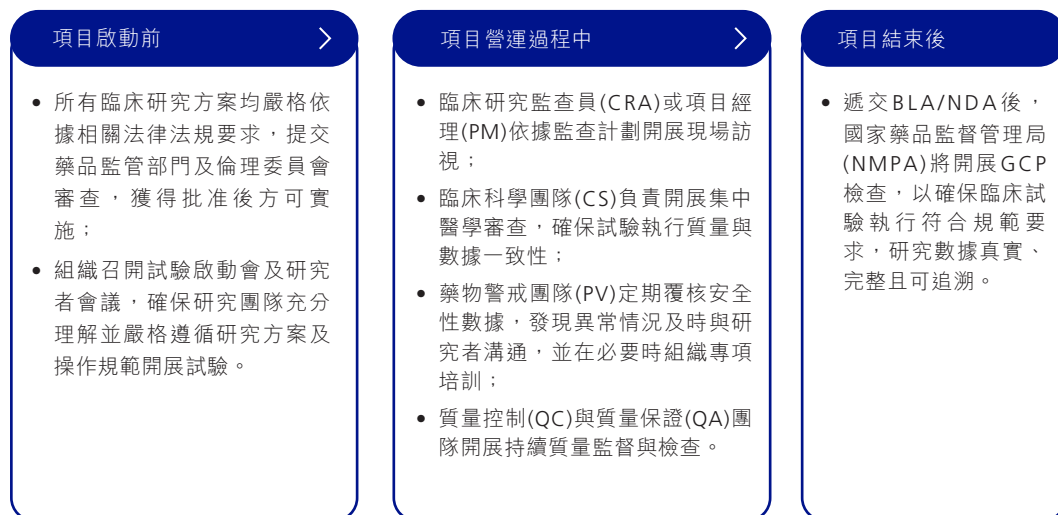 項目啟動前
• 所有臨床研究方案均嚴格依
據相關法律法規要求，提交
藥品監管部門及倫理委員會
審查，獲得批准後方可實
施；
• 組織召開試驗啟動會及研究
者會議，確保研究團隊充分
理解並嚴格遵循研究方案及
操作規範開展試驗。
項目營運過程中
• 臨床研究監查員(CRA)或項目經
理(PM)依據監查計劃開展現場訪
視；
• 臨床科學團隊(CS)負責開展集中
醫學審查，確保試驗執行質量與
數據一致性；
• 藥物警戒團隊(PV)定期覆核安全
性數據，發現異常情況及時與研
究者溝通，並在必要時組織專項
培訓；
• 質量控制(QC)與質量保證(QA)團
隊開展持續質量監督與檢查。
項目結束後
• 遞交BLA/NDA後，
國家藥品監督管理局
(NMPA)將開展GCP
檢查，以確保臨床試
驗執行符合規範要
求，研究數據真實、
完整且可追溯。